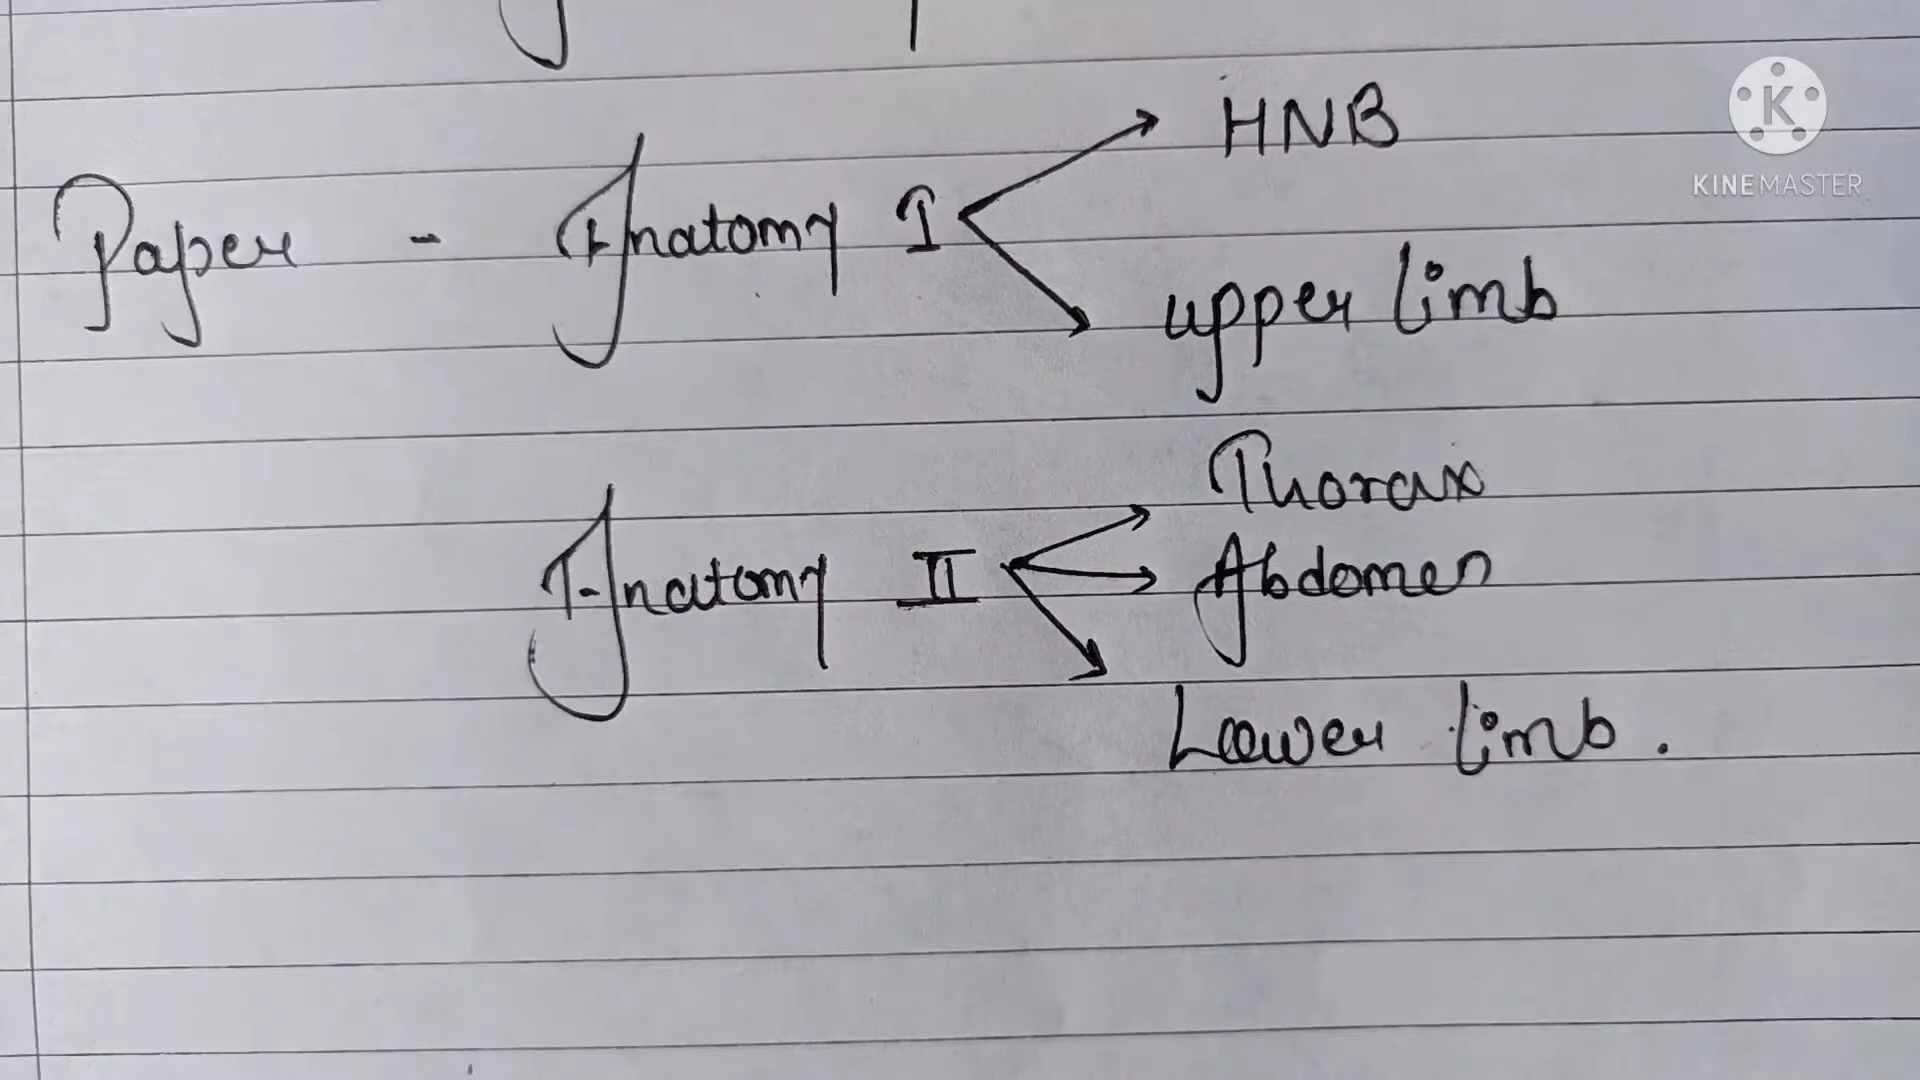 HNB
Paper - Anatomy I
upper limb
Thorax
Anatomy II Abdomen
Lower limb.
KINEMASTER